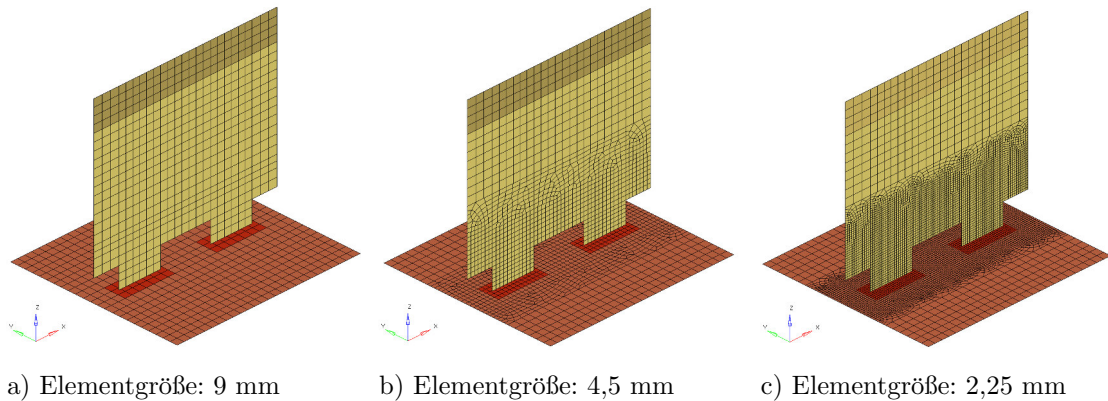 Z
Y
X
Z
Y
X
Z
Y
X
a) Elementgröße: 9 mm
b) Elementgröße: 4,5 mm
c) Elementgröße: 2,25 mm